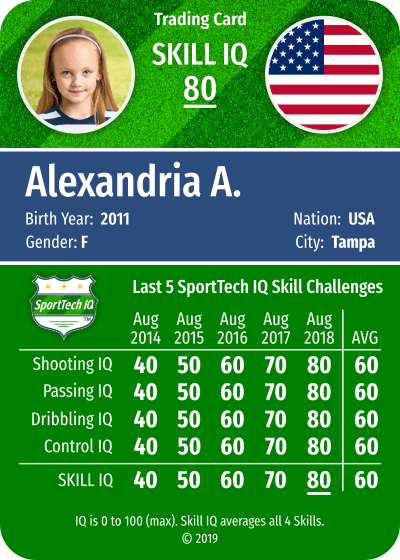 Trading Card
SKILL IQ
80
Alexandria A.
Birth Year: 2011
Nation: USA
Gender: F
City: Tampa
SportTech IQ
TM
Last 5 SportTech IQ Skill Challenges
Aug 2014 Aug 2015 Aug 2016 Aug 2017 Aug 2018 AVG
Shooting IQ 40 50 60 70 80 60
Passing IQ 40 50 60 70 80 60
Dribbling IQ 40 50 60 70 80 60
Control IQ 40 50 60 70 80 60
SKILL IQ 40 50 60 70 80 60
IQ is 0 to 100 (max). Skill IQ averages all 4 Skills.
© 2019